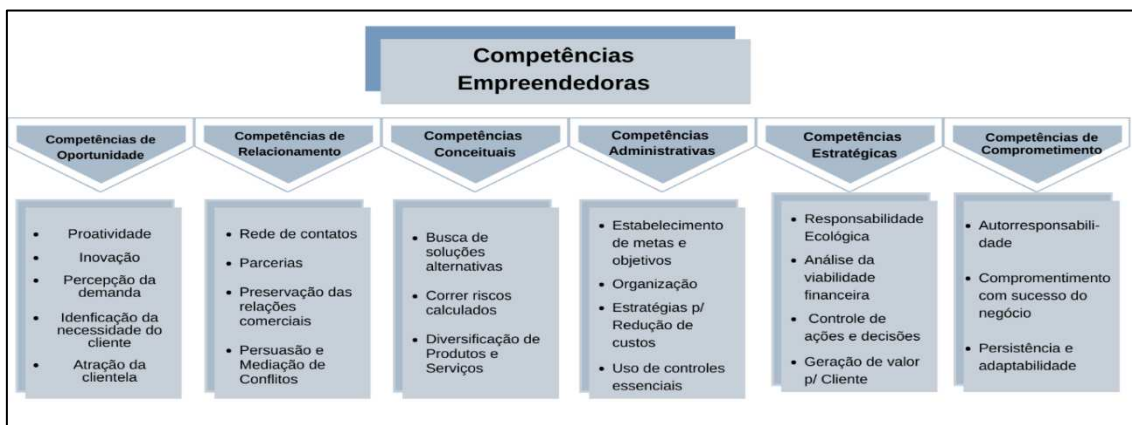 Competências
Empreendedoras
Competências de
Oportunidade
Competências de
Relacionamento
Competências
Conceituais
Competências
Administrativas
Competências
Estratégicas
Competências de
Comprometimento
• Proatividade
• Inovação
• Percepção da
demanda
• Idenficação da
necessidade do
cliente
• Atração da
clientela
• Rede de contatos
• Parcerias
• Preservação das
relações
comerciais
• Persuasão e
Mediação de
Conflitos
• Busca de
soluções
alternativas
• Correr riscos
calculados
• Diversificação de
Produtos e
Serviços
• Estabelecimento
de metas e
objetivos
• Organização
• Estratégias p/
Redução de
custos
• Uso de controles
essenciais
• Responsabilidade
Ecológica
• Análise da
viabilidade
financeira
• Controle de
ações e decisões
• Geração de valor
p/ Cliente
• Autorresponsabili-
dade
• Compromentimento
com sucesso do
negócio
• Persistência e
adaptabilidade